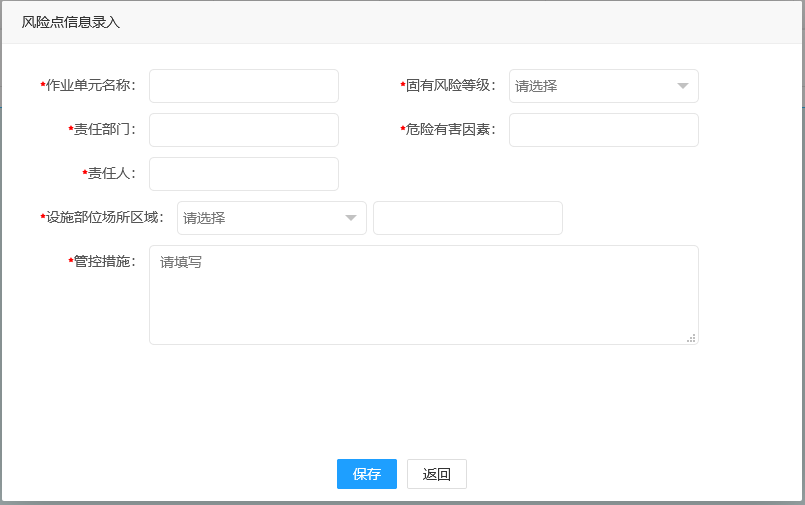 风险点信息录入
*作业单元名称：
*固有风险等级： 请选择
*责任部门：
*危险有害因素：
*责任人：
*设施部位场所区域： 请选择
*管控措施： 请填写
保存 返回